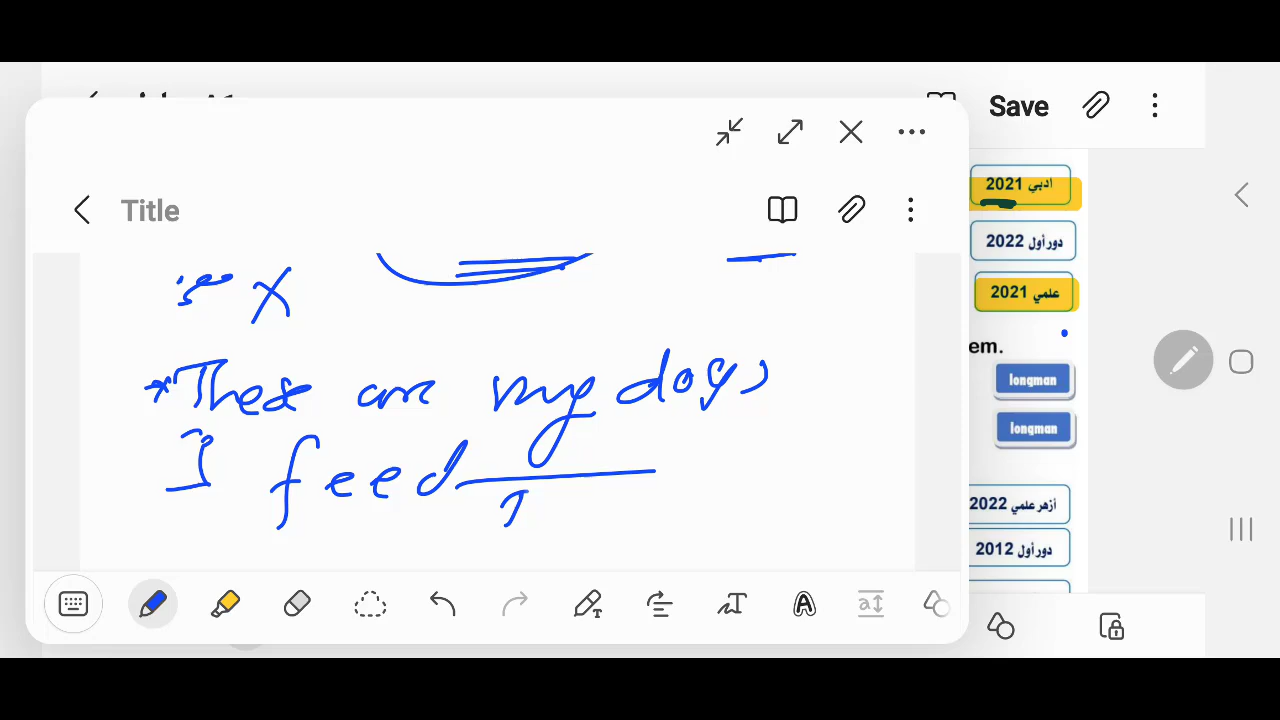 Save
Title
أدبي 2021
دور أول 2022
علمي 2021
em.
longman
longman
أزهر علمي 2022
دور أول 2012
X
*These are my dogs
I feed